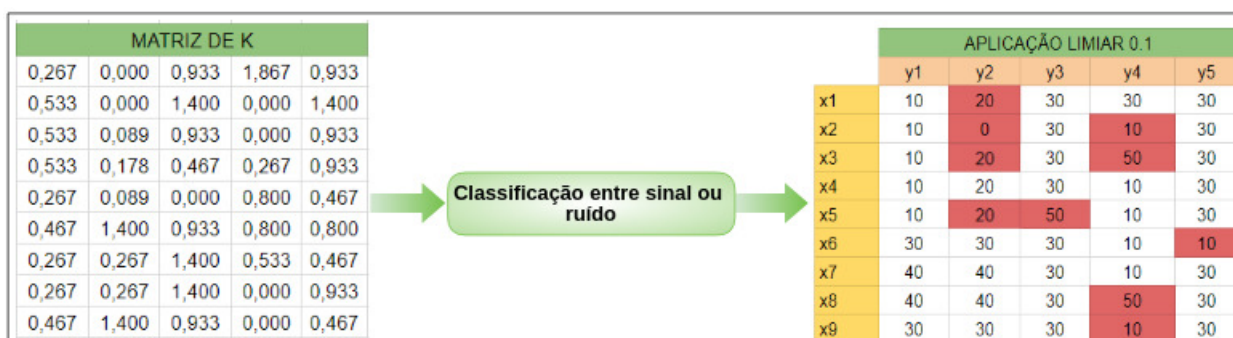 MATRIZ DE K
0,267 0,000 0,933 1,867 0,933
0,533 0,000 1,400 0,000 1,400
0,533 0,089 0,933 0,000 0,933
0,533 0,178 0,467 0,267 0,933
0,267 0,089 0,000 0,800 0,467
0,467 1,400 0,933 0,800 0,800
0,267 0,267 1,400 0,533 0,467
0,267 0,267 1,400 0,000 0,933
0,467 1,400 0,933 0,000 0,467
Classificação entre sinal ou
ruído
APLICAÇÃO LIMIAR 0.1
y1 y2 y3 y4 y5
x1 10 20 30 30 30
x2 10 0 30 10 30
x3 10 20 30 50 30
x4 10 20 30 10 30
x5 10 20 50 10 30
x6 30 30 30 10 10
x7 40 40 30 10 30
x8 40 40 30 50 30
x9 30 30 30 10 30